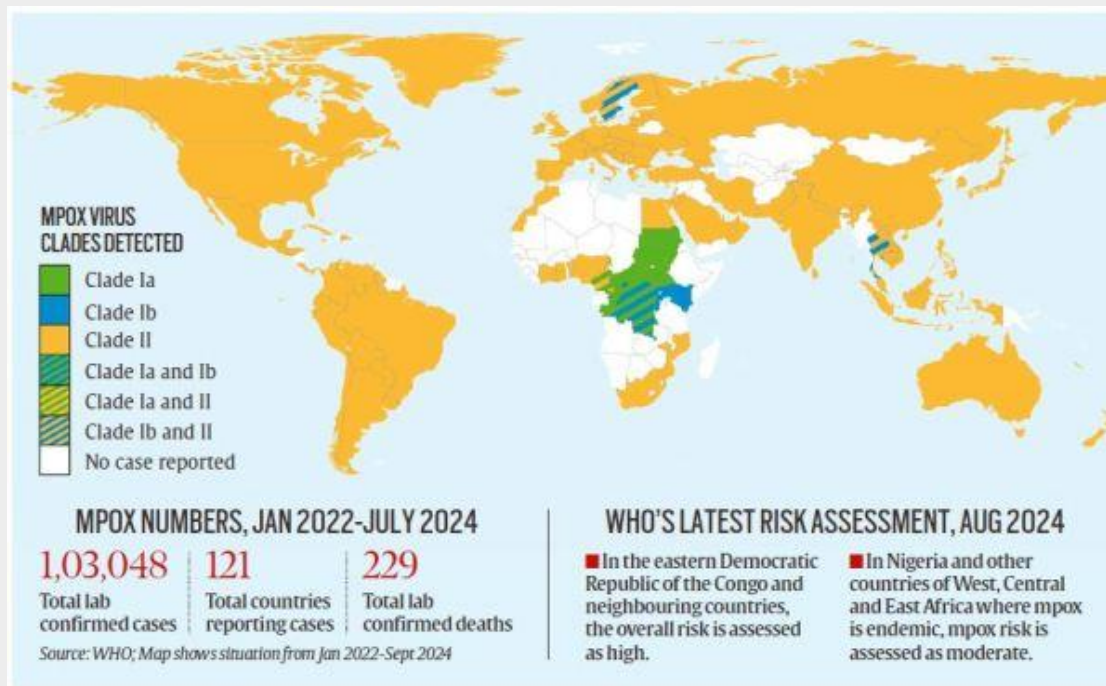 MPOX VIRUS
CLADES DETECTED
Clade Ia
Clade Ib
Clade II
Clade Ia and Ib
Clade Ia and II
Clade Ib and II
No case reported
MPOX NUMBERS, JAN 2022-JULY 2024
1,03,048
Total lab
confirmed cases
121
Total countries
reporting cases
229
Total lab
confirmed deaths
Source: WHO; Map shows situation from Jan 2022-Sept 2024
WHO'S LATEST RISK ASSESSMENT, AUG 2024
In the eastern Democratic
Republic of the Congo and
neighbouring countries,
the overall risk is assessed
as high.
In Nigeria and other
countries of West, Central
and East Africa where mpox
is endemic, mpox risk is
assessed as moderate.